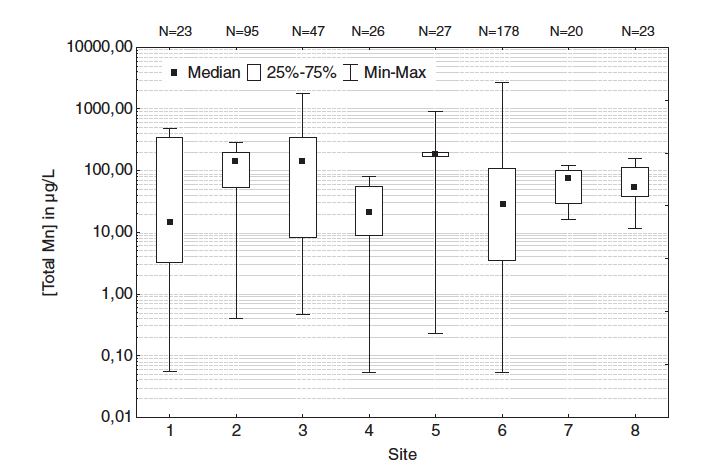 N=23 N=95 N=47 N=26 N=27 N=178 N=20 N=23
10000,00
Median 25%-75% Min-Max
1000,00
100,00
10,00
1,00
0,10
0,01
[Total Mn] in µg/L
1 2 3 4 5 6 7 8
Site